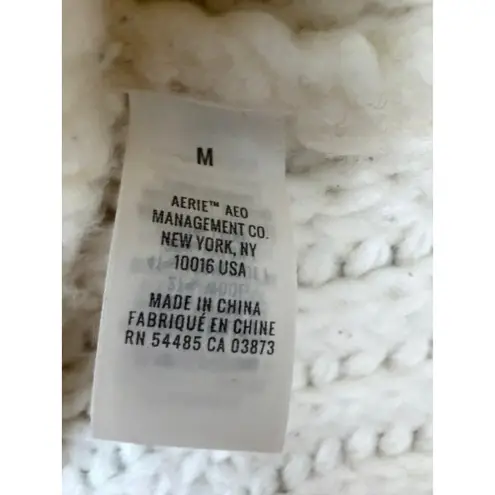 M
AERIE™ AEO
MANAGEMENT CO.
NEW YORK, NY
10016 USA
MADE IN CHINA
FABRIQUÉ EN CHINE
RN 54485 CA 03873